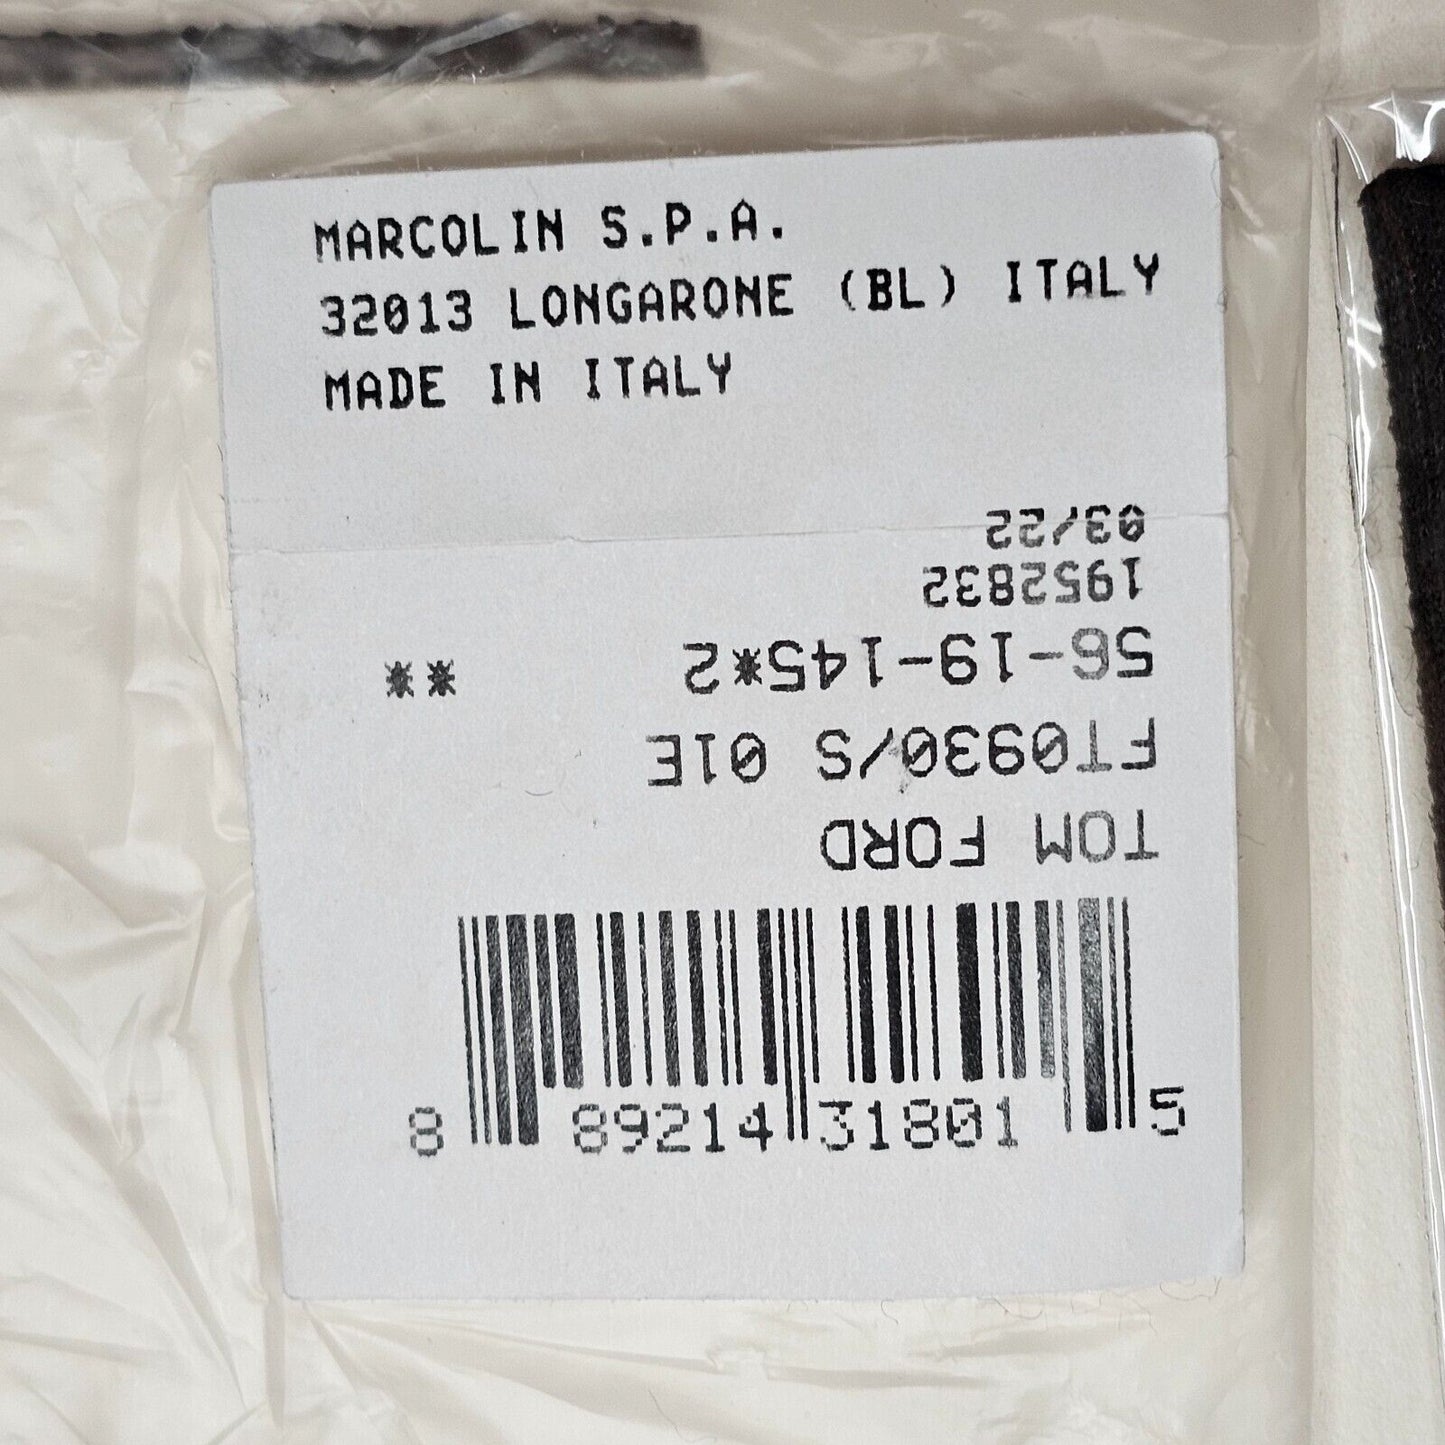 MARCOLIN S.P.A.
32013 LONGARONE (BL) ITALY
MADE IN ITALY
03/22
1952832
56-19-145*2 **
FT0930/S 01E
TOM FORD
8 89214 31801 5